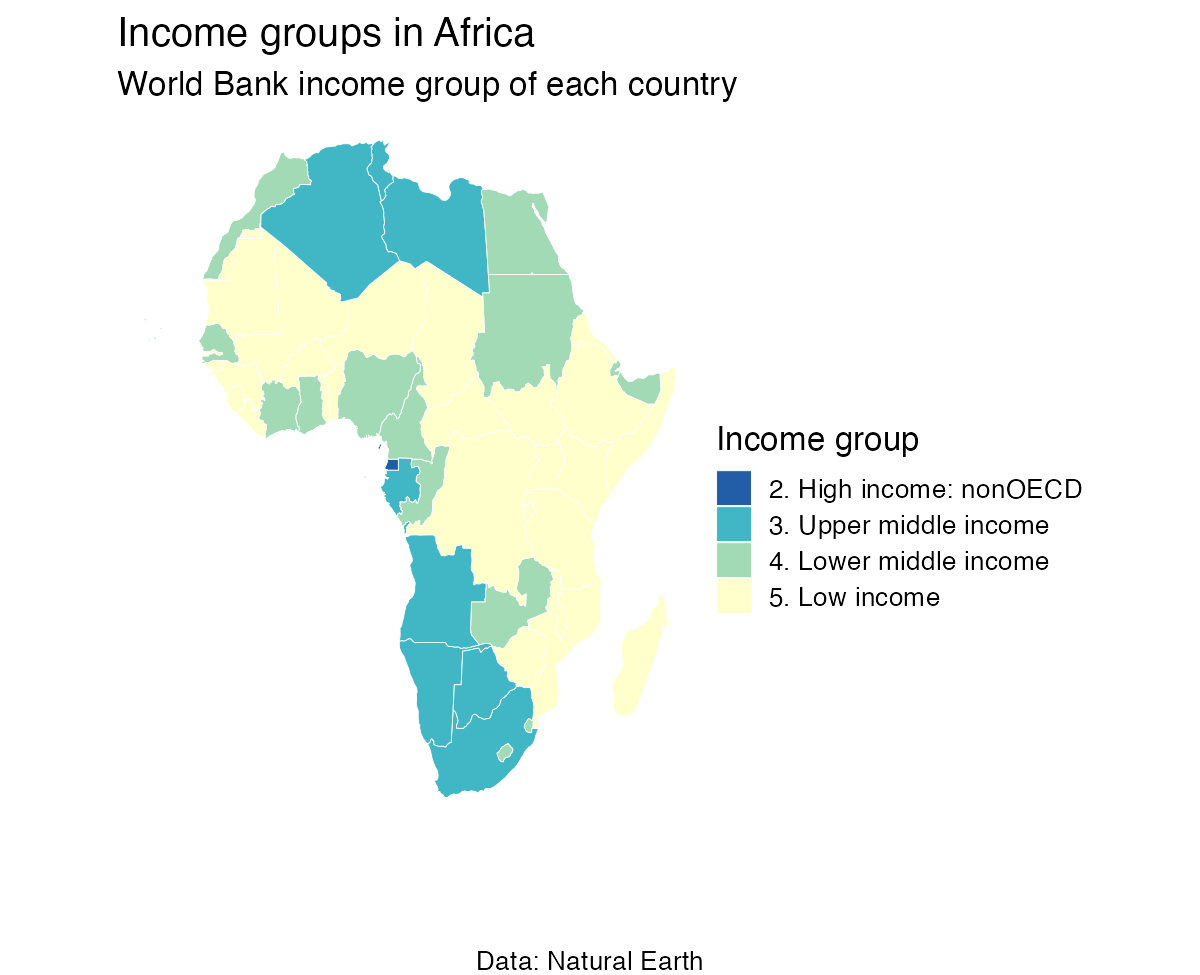 Income groups in Africa
World Bank income group of each country
Income group
2. High income: nonOECD
3. Upper middle income
4. Lower middle income
5. Low income
Data: Natural Earth